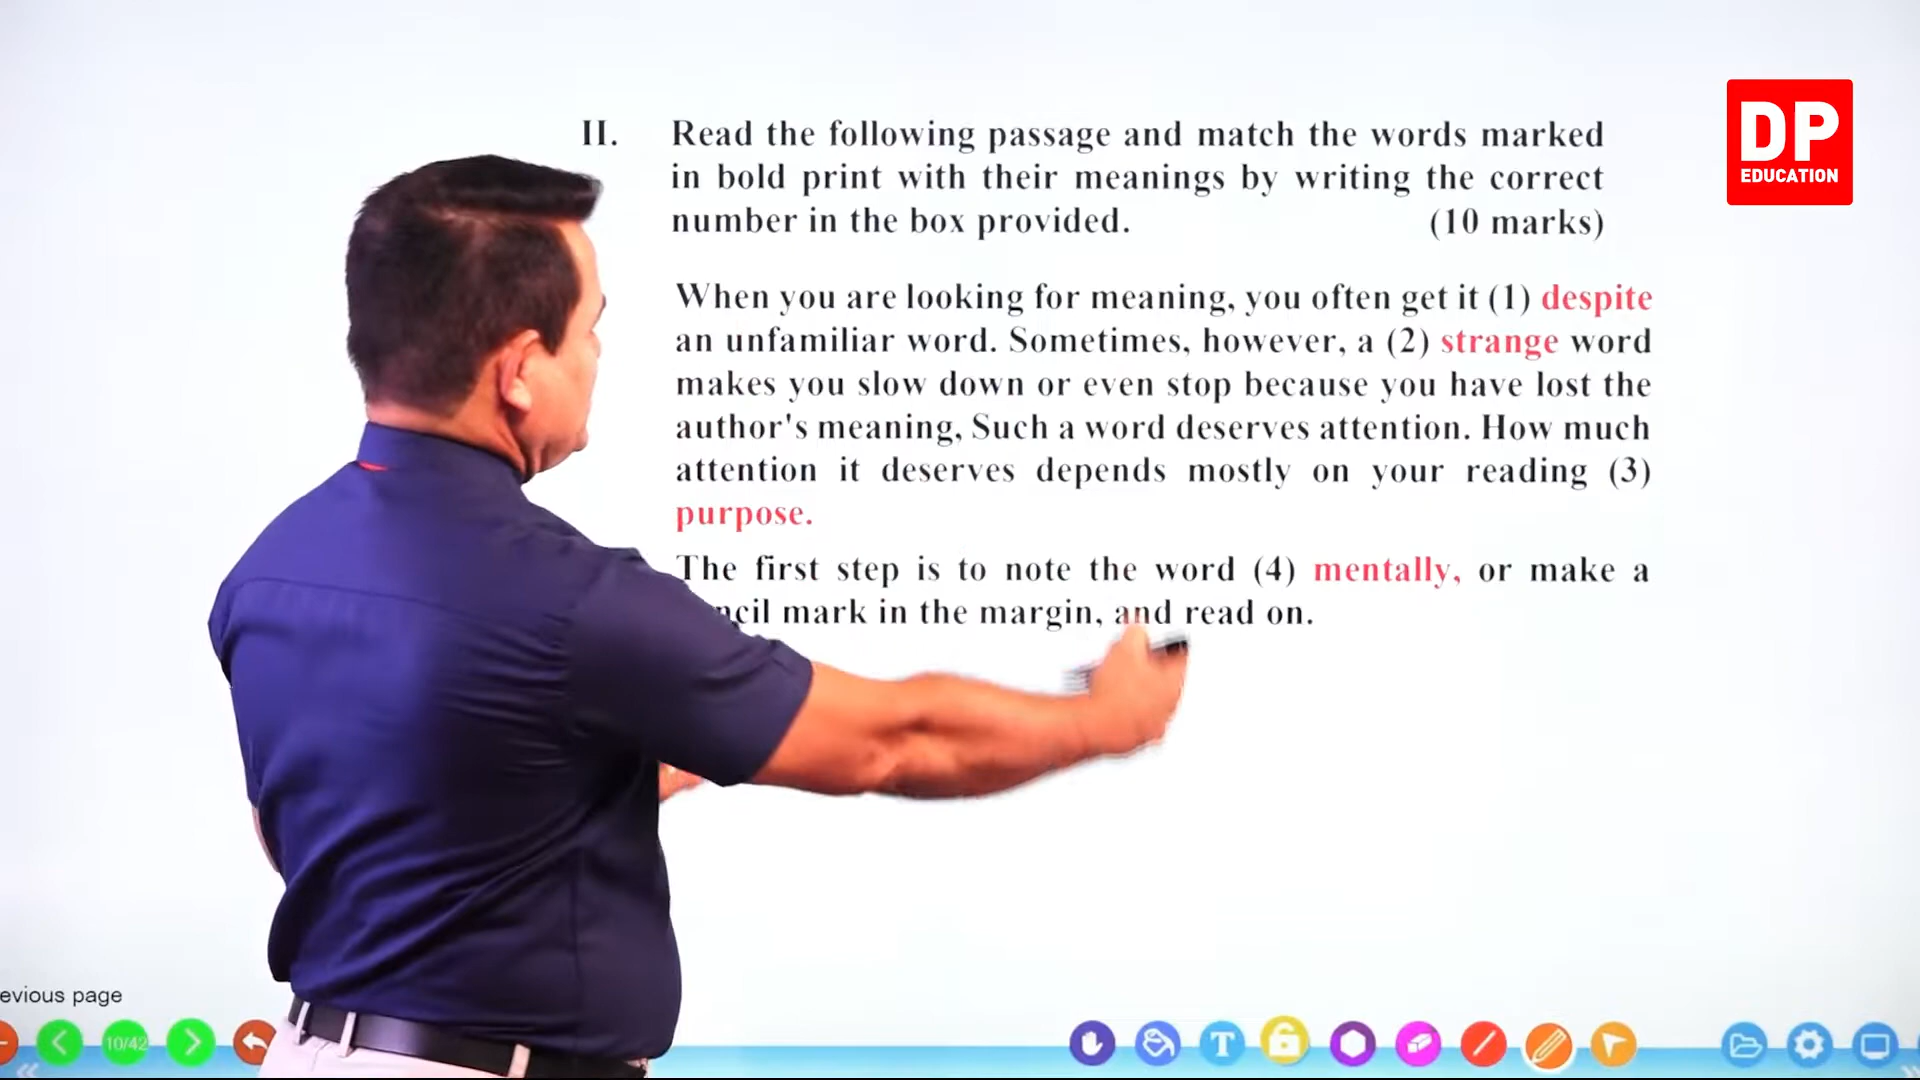 DP
EDUCATION
II. Read the following passage and match the words marked
in bold print with their meanings by writing the correct
number in the box provided. (10 marks)
When you are looking for meaning, you often get it (1) despite
an unfamiliar word. Sometimes, however, a (2) strange word
makes you slow down or even stop because you have lost the
author's meaning, Such a word deserves attention. How much
attention it deserves depends mostly on your reading (3)
purpose.
The first step is to note the word (4) mentally, or make a
ncil mark in the margin, and read on.
evious page
10/42
T